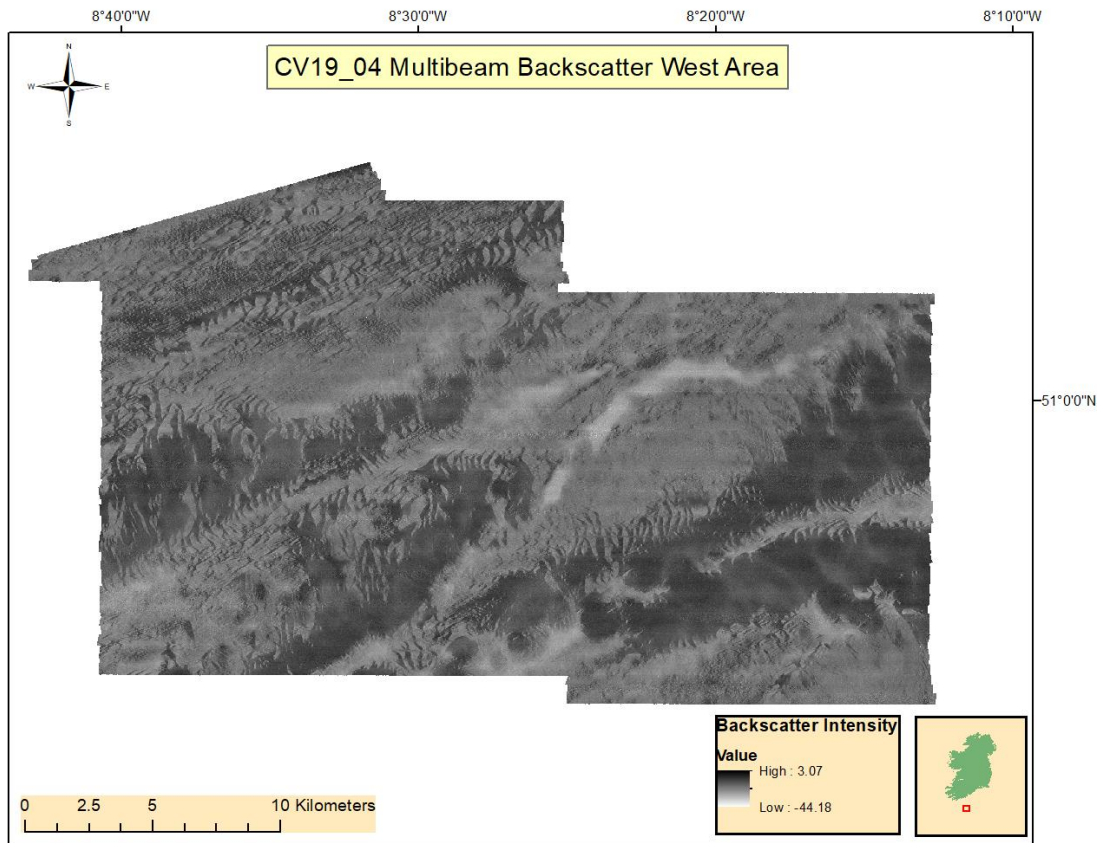 8°40'0"W
8°30'0"W
8°20'0"W
8°10'0"W
N
W
E
S
CV19_04 Multibeam Backscatter West Area
51°0'0"N
Backscatter Intensity
Value
High : 3.07
Low : -44.18
0 2.5 5 10 Kilometers